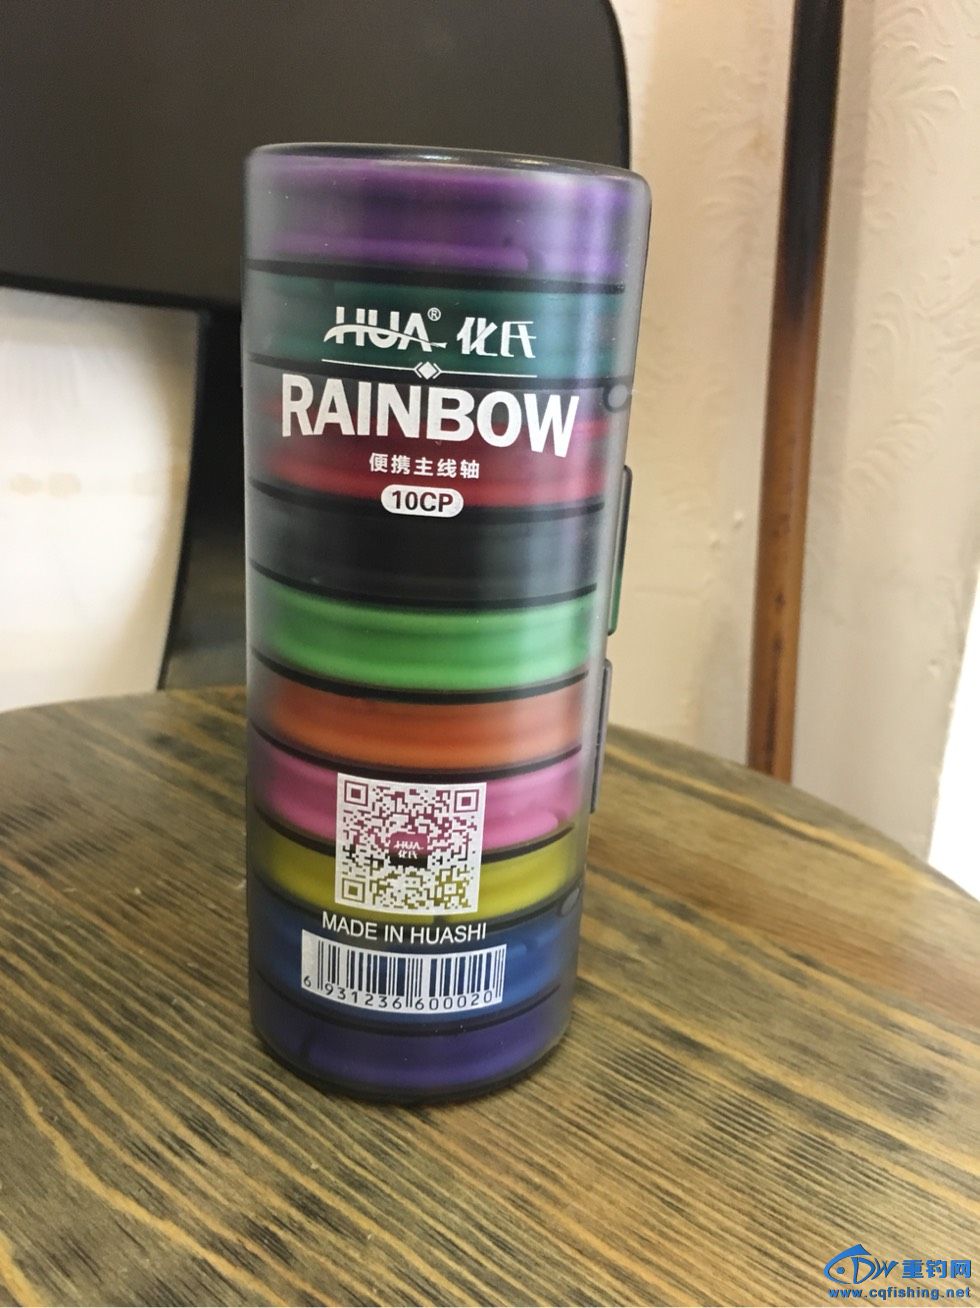 HUA® 化氏
RAINBOW
便携主线轴
10CP
HUA
化氏
MADE IN HUASHI
6 931236 600020
DW 重钓网
www.cqfishing.net